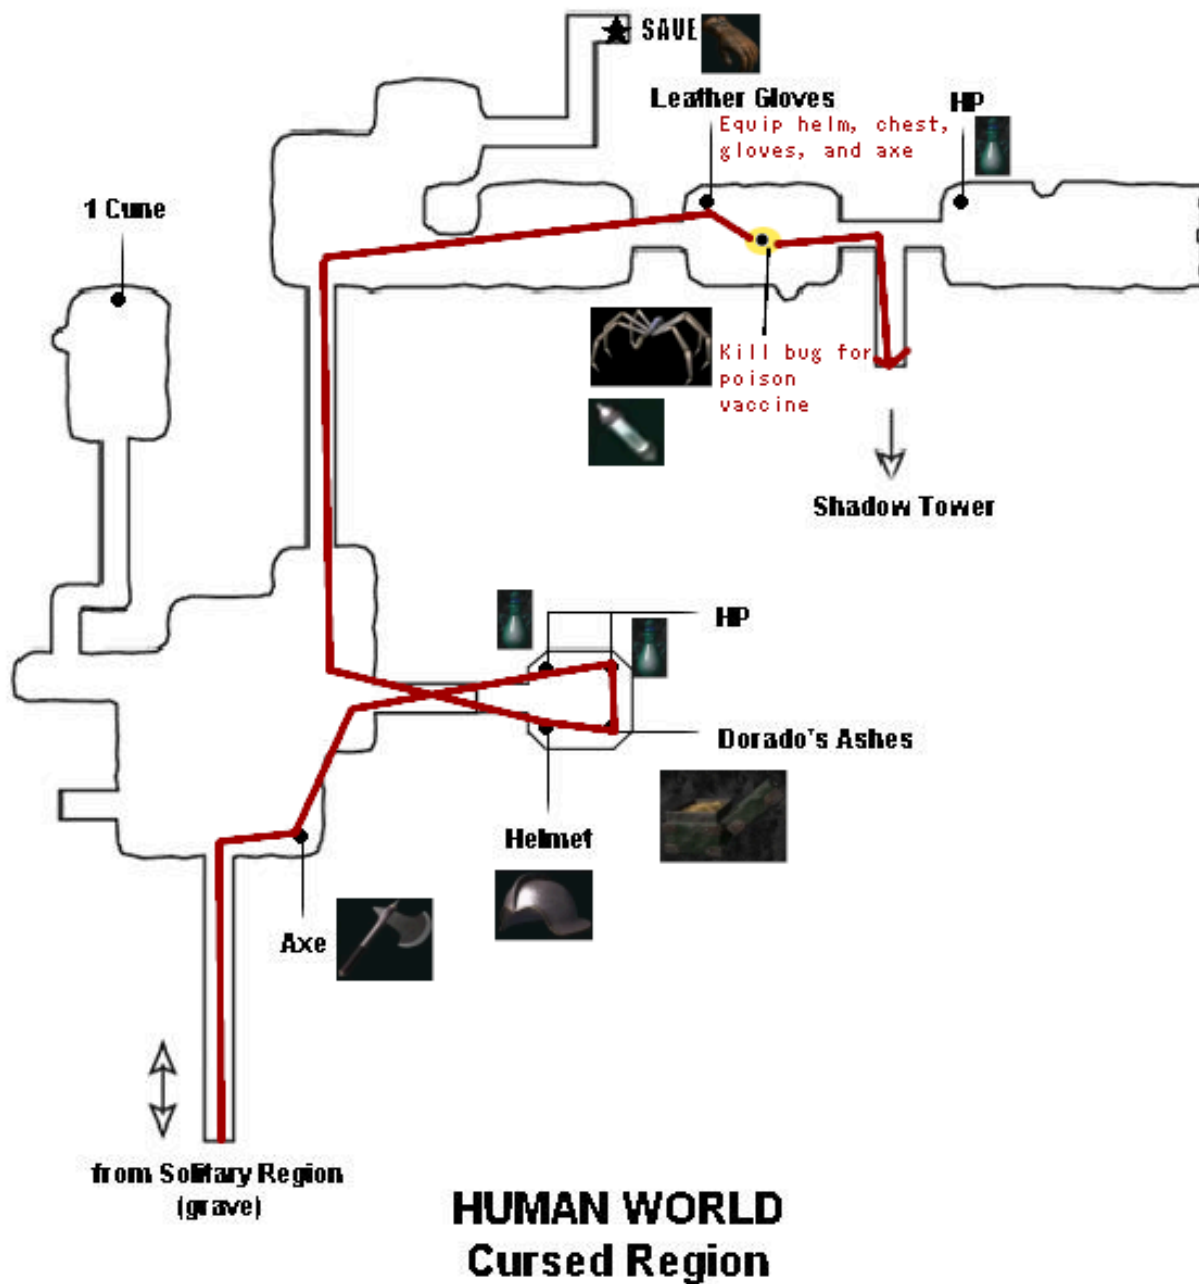 SAVE
Leather Gloves
HP
Equip helm, chest,
gloves, and axe
1 Cune
Kill bug for
poison
vaccine
Shadow Tower
HP
Dorado's Ashes
Helmet
Axe
from Solitary Region
(grave)
HUMAN WORLD
Cursed Region